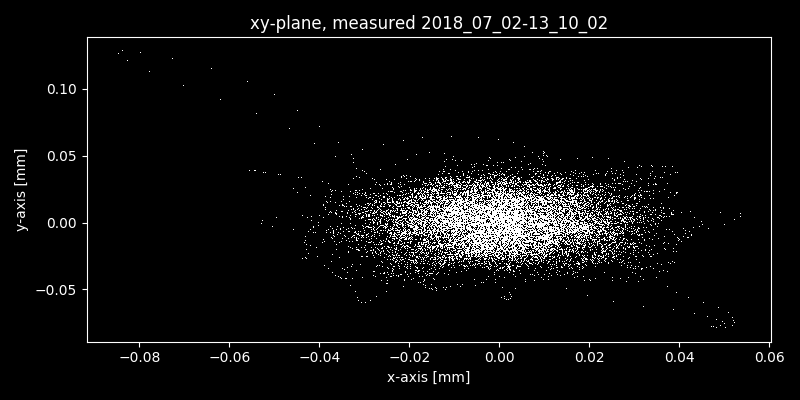 xy-plane, measured 2018_07_02-13_10_02
0.10
0.05
0.00
−0.05
y-axis [mm]
−0.08 −0.06 −0.04 −0.02 0.00 0.02 0.04 0.06
x-axis [mm]